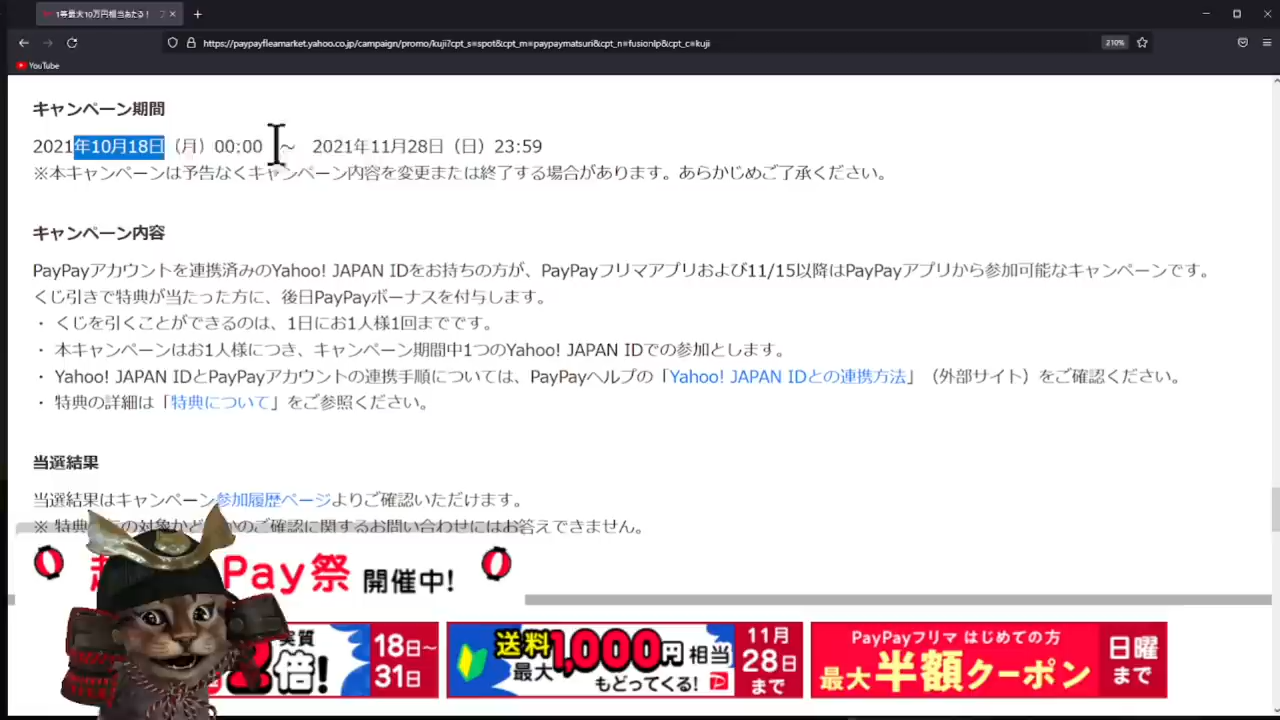 1等最大10万円相当あたる！
https://paypayfleamarket.yahoo.co.jp/campaign/promo/kuji?cpt_s=spot&cpt_m=paypaymatsuri&cpt_n=fusionlp&cpt_c=kuji
210%
YouTube
キャンペーン期間
2021年10月18日（月）00:00 ～ 2021年11月28日（日）23:59
※本キャンペーンは予告なくキャンペーン内容を変更または終了する場合があります。あらかじめご了承ください。
キャンペーン内容
PayPayアカウントを連携済みのYahoo! JAPAN IDをお持ちの方が、PayPayフリマアプリおよび11/15以降はPayPayアプリから参加可能なキャンペーンです。
くじ引きで特典が当たった方に、後日PayPayボーナスを付与します。
・ くじを引くことができるのは、1日にお1人様1回までです。
・ 本キャンペーンはお1人様につき、キャンペーン期間中1つのYahoo! JAPAN IDでの参加とします。
・ Yahoo! JAPAN IDとPayPayアカウントの連携手順については、PayPayヘルプの「Yahoo! JAPAN IDとの連携方法」（外部サイト）をご確認ください。
・ 特典の詳細は「特典について」をご参照ください。
当選結果
当選結果はキャンペーン参加履歴ページよりご確認いただけます。
※ 特典 の対象かど かのご確認に関するお問い合わせにはお答えできません。
Pay祭 開催中!
実質
倍!
18日～
31日
送料
最大
1,000円相当
もどってくる!
11月
28日
まで
PayPayフリマ はじめての方
最大半額クーポン
日曜
まで